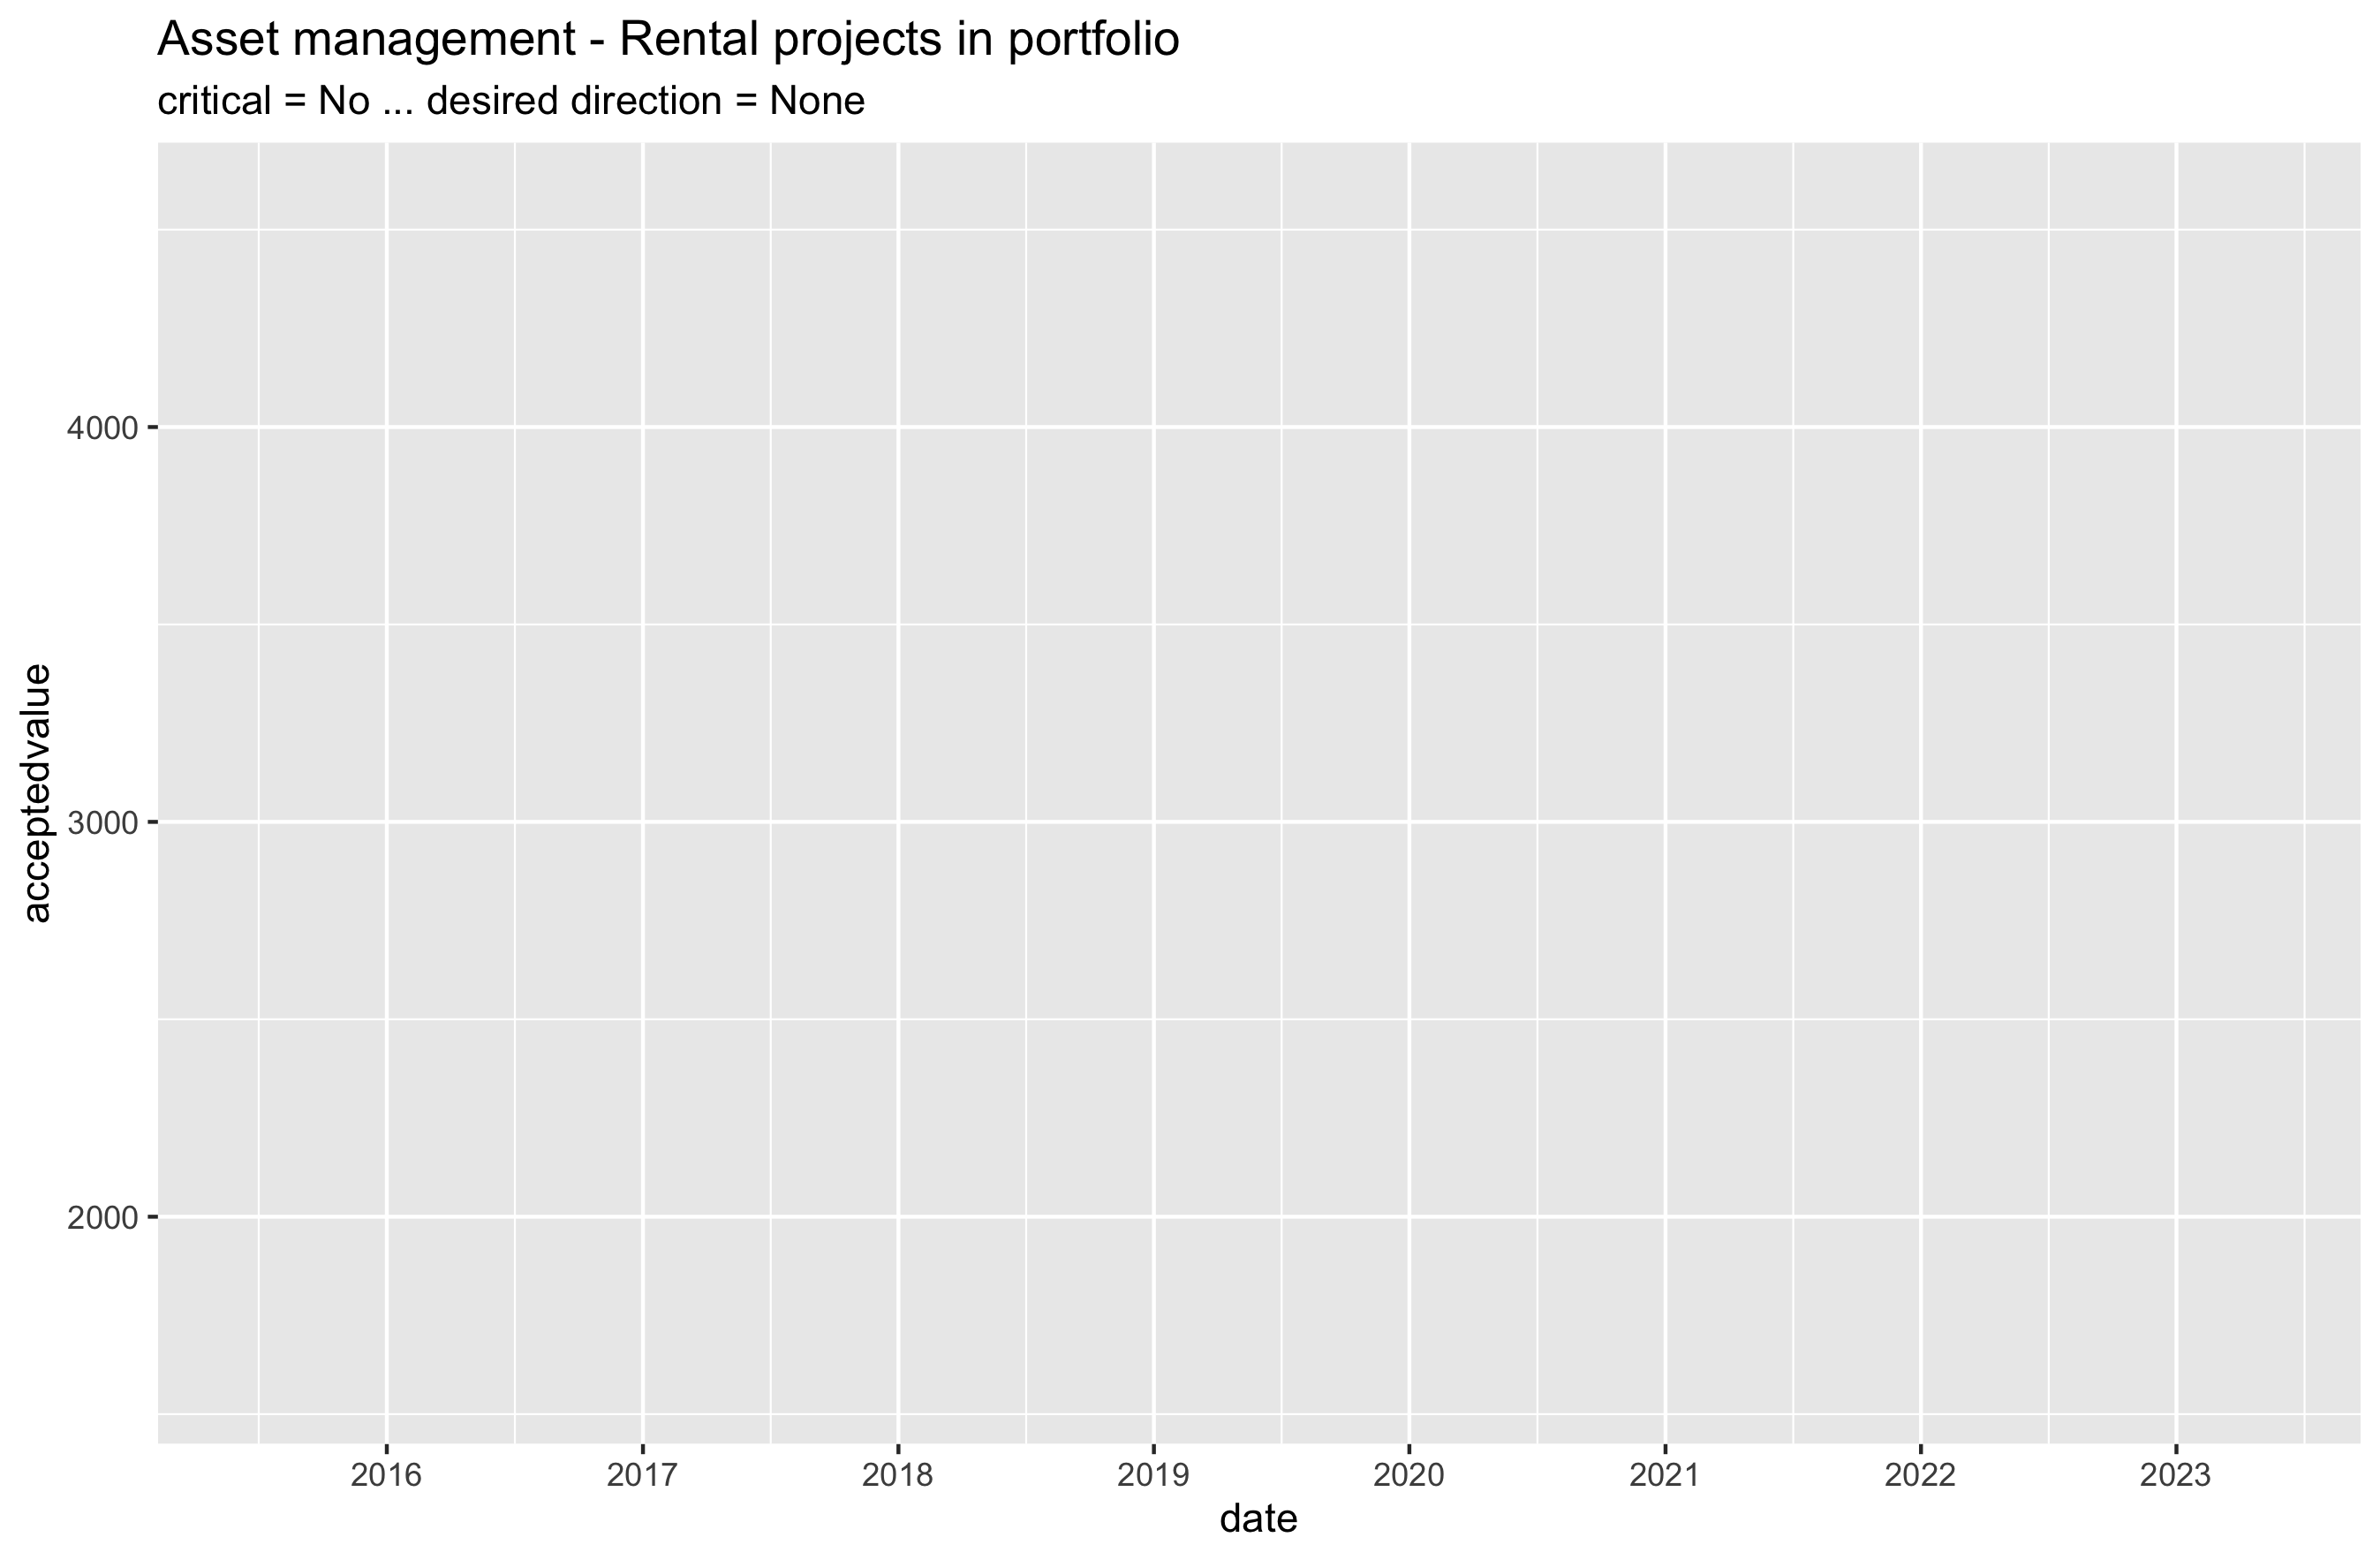 Asset management - Rental projects in portfolio
critical = No ... desired direction = None
acceptedvalue
4000
3000
2000
2016 2017 2018 2019 2020 2021 2022 2023
date